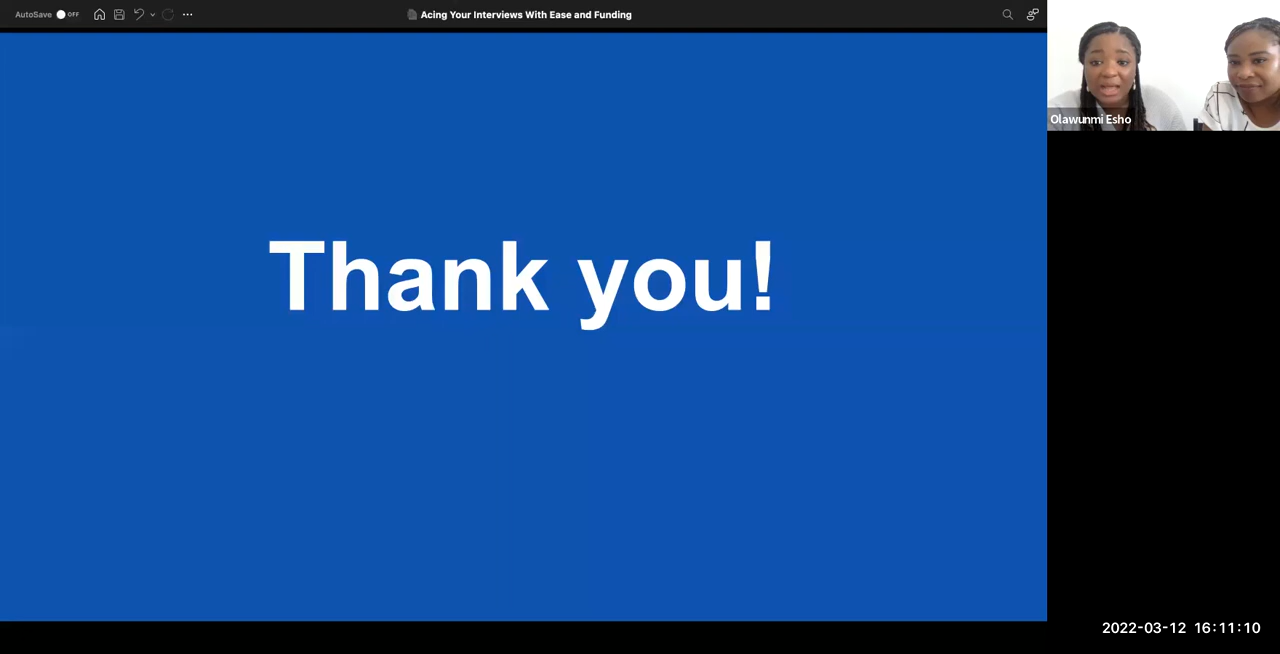 AutoSave OFF
Acing Your Interviews With Ease and Funding
Olawunmi Esho
Thank you!
2022-03-12 16:11:10